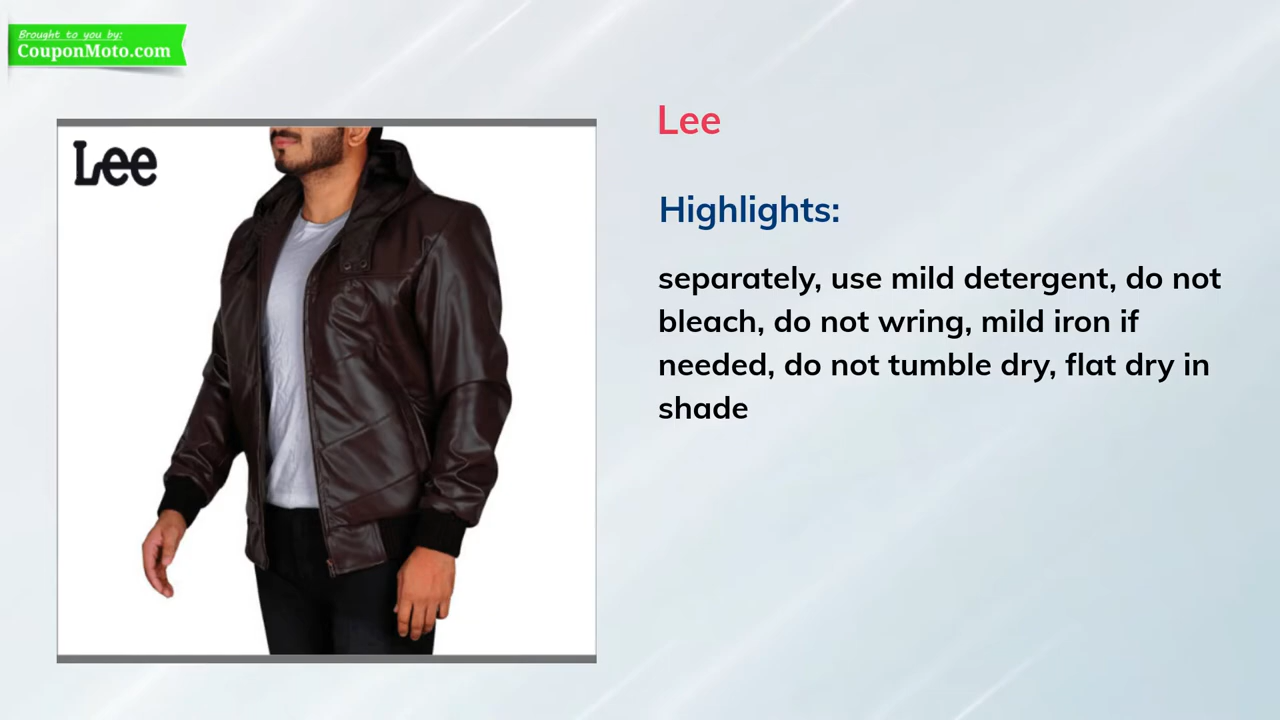 Brought to you by:
CouponMoto.com
Lee
Lee
Highlights:
separately, use mild detergent, do not
bleach, do not wring, mild iron if
needed, do not tumble dry, flat dry in
shade